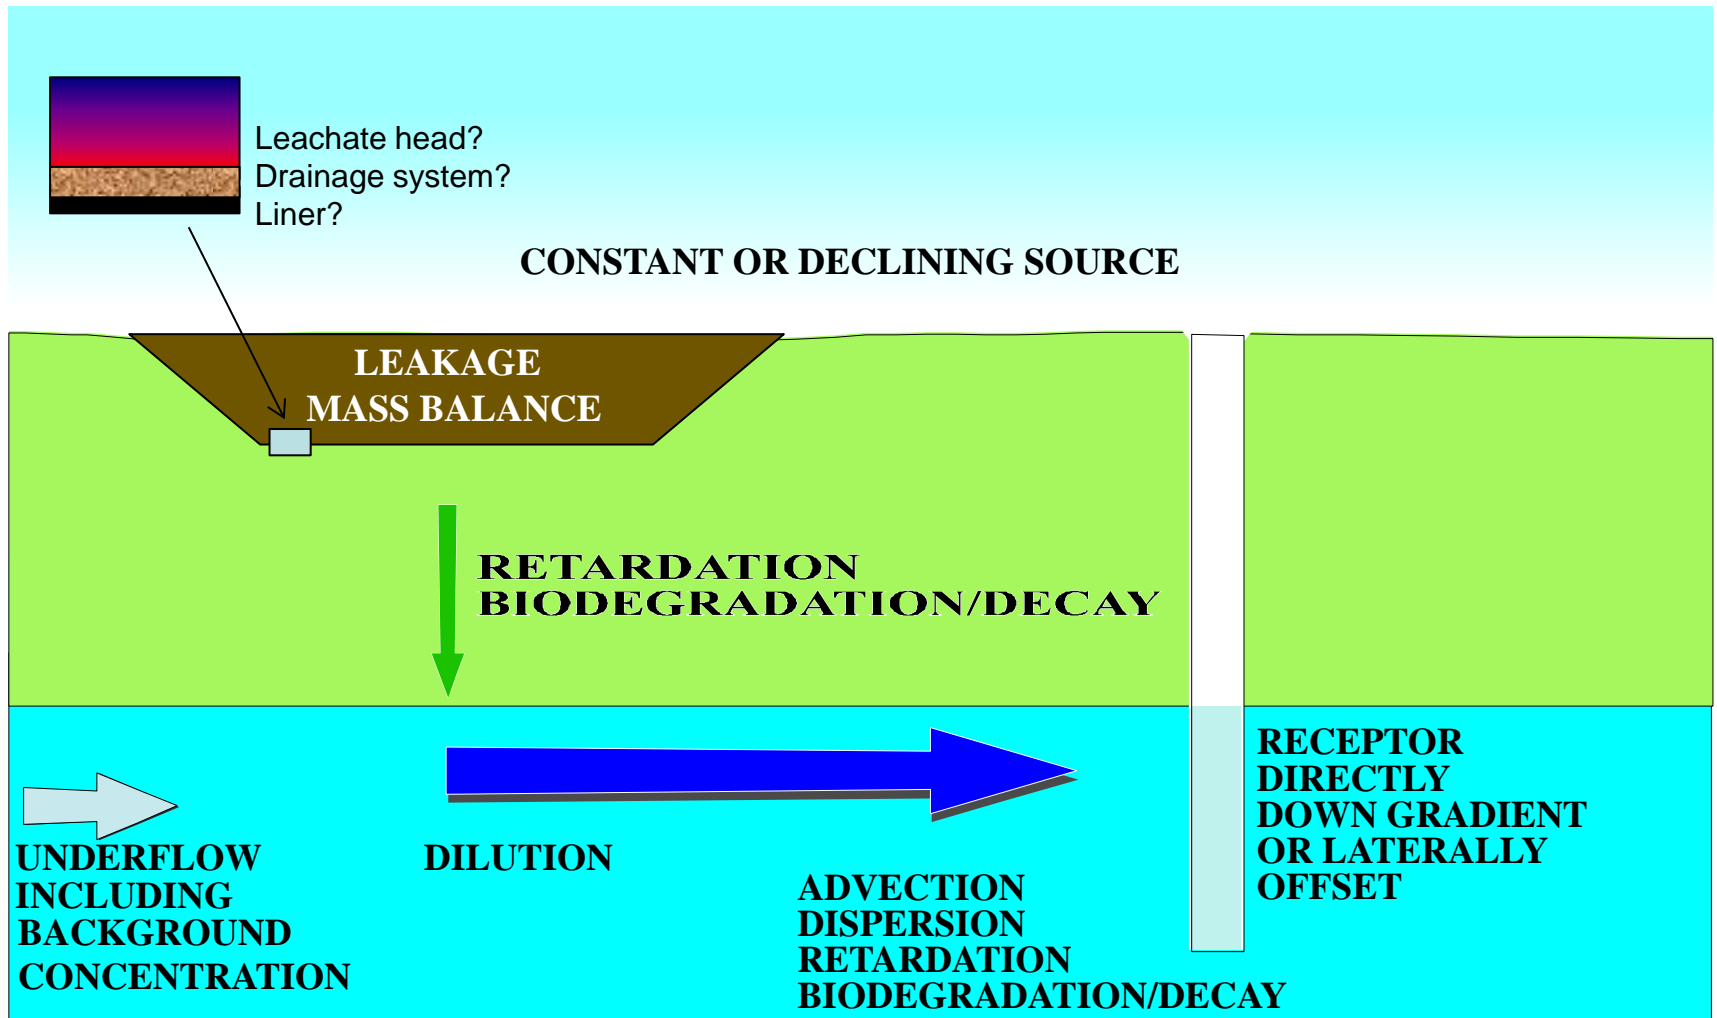 Leachate head?
Drainage system?
Liner?
CONSTANT OR DECLINING SOURCE
LEAKAGE
MASS BALANCE
RETARDATION
BIODEGRADATION/DECAY
UNDERFLOW
INCLUDING
BACKGROUND
CONCENTRATION
DILUTION
ADVECTION
DISPERSION
RETARDATION
BIODEGRADATION/DECAY
RECEPTOR
DIRECTLY
DOWN GRADIENT
OR LATERALLY
OFFSET